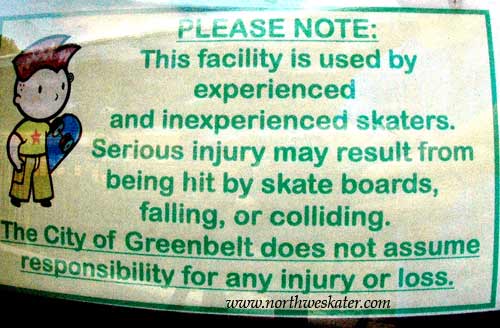 PLEASE NOTE:
This facility is used by
experienced
and inexperienced skaters.
Serious injury may result from
being hit by skate boards,
falling, or colliding.
The City of Greenbelt does not assume
responsibility for any injury or loss.
www.northweskater.com